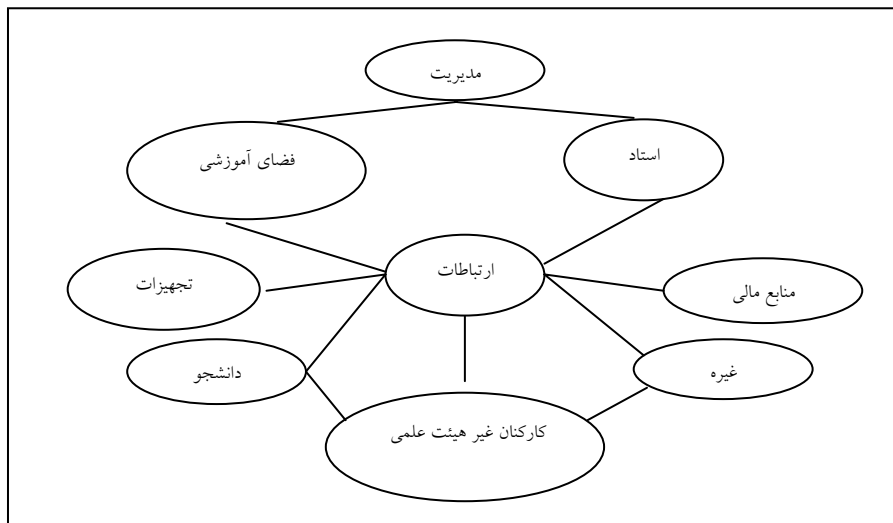 مدیریت
استاد
فضای آموزشی
ارتباطات
منابع مالی
تجهیزات
غیره
دانشجو
کارکنان غیر هیئت علمی